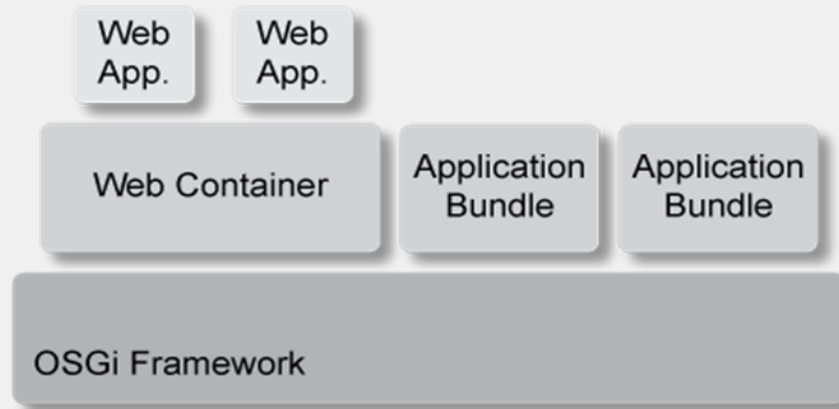 Web
App.
Web
App.
Web Container
Application
Bundle
Application
Bundle
OSGi Framework